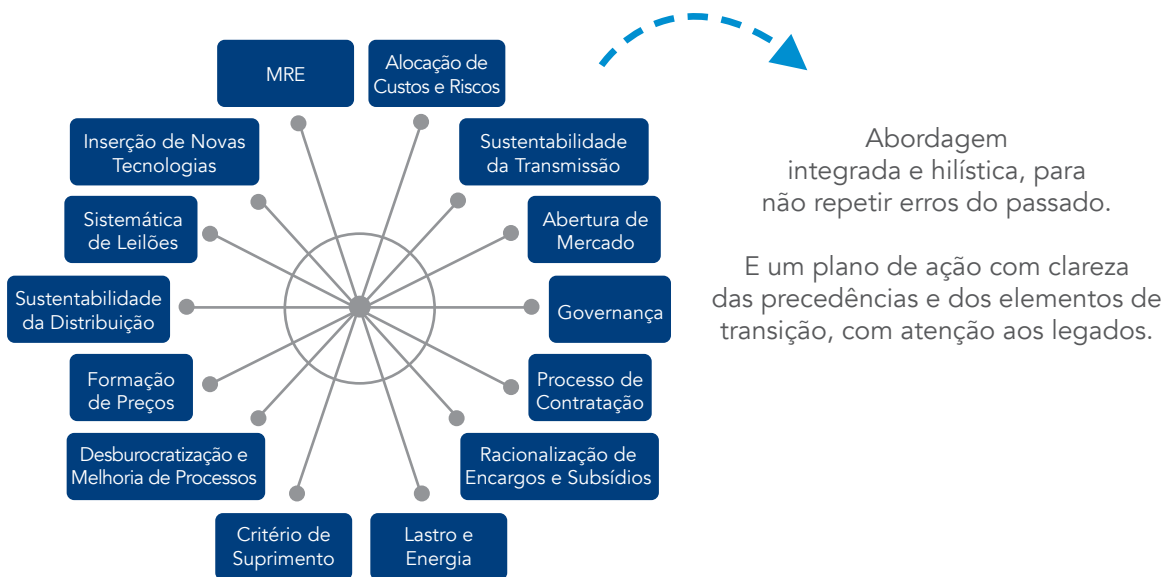 MRE
Alocação de
Custos e Riscos
Inserção de Novas
Tecnologias
Sustentabilidade
da Transmissão
Sistemática
de Leilões
Abertura de
Mercado
Sustentabilidade
da Distribuição
Governança
Formação
de Preços
Processo de
Contratação
Desburocratização e
Melhoria de Processos
Racionalização de
Encargos e Subsídios
Critério de
Suprimento
Lastro e
Energia
Abordagem
integrada e hilística, para
não repetir erros do passado.
E um plano de ação com clareza
das precedências e dos elementos de
transição, com atenção aos legados.